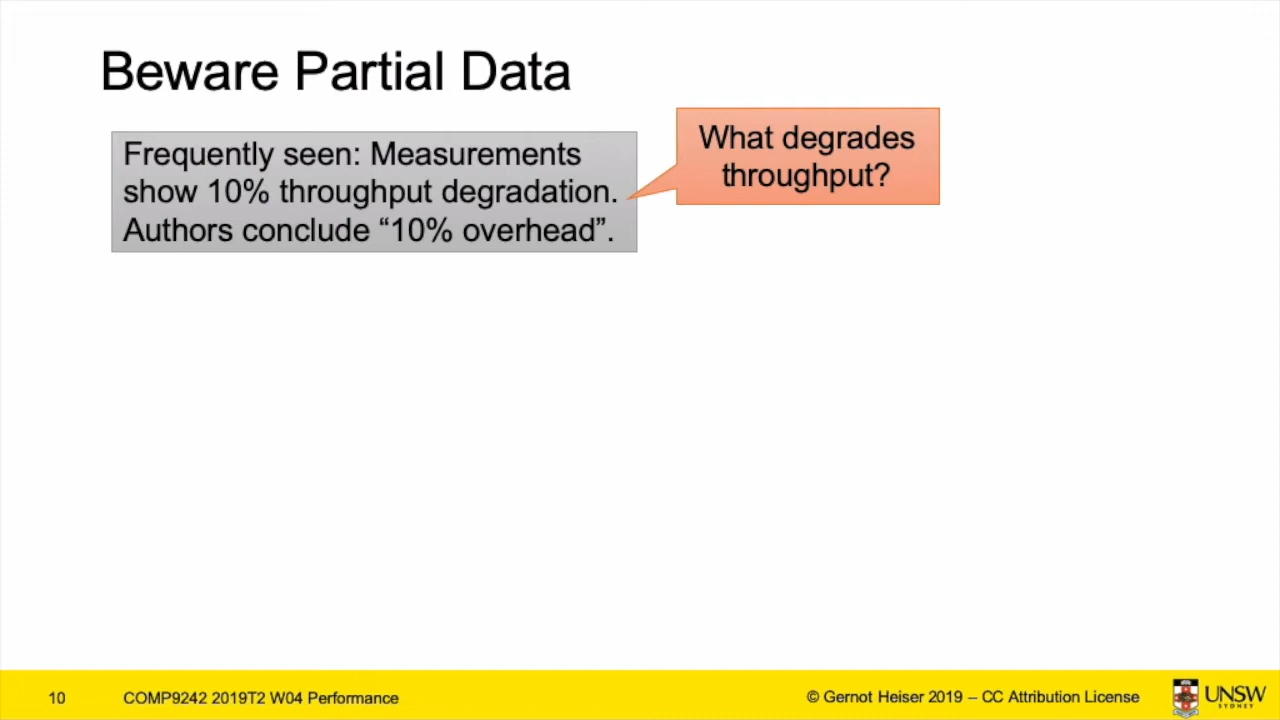 Beware Partial Data
Frequently seen: Measurements
show 10% throughput degradation.
Authors conclude “10% overhead”.
What degrades
throughput?
10
COMP9242 2019T2 W04 Performance
© Gernot Heiser 2019 – CC Attribution License
UNSW
SYDNEY